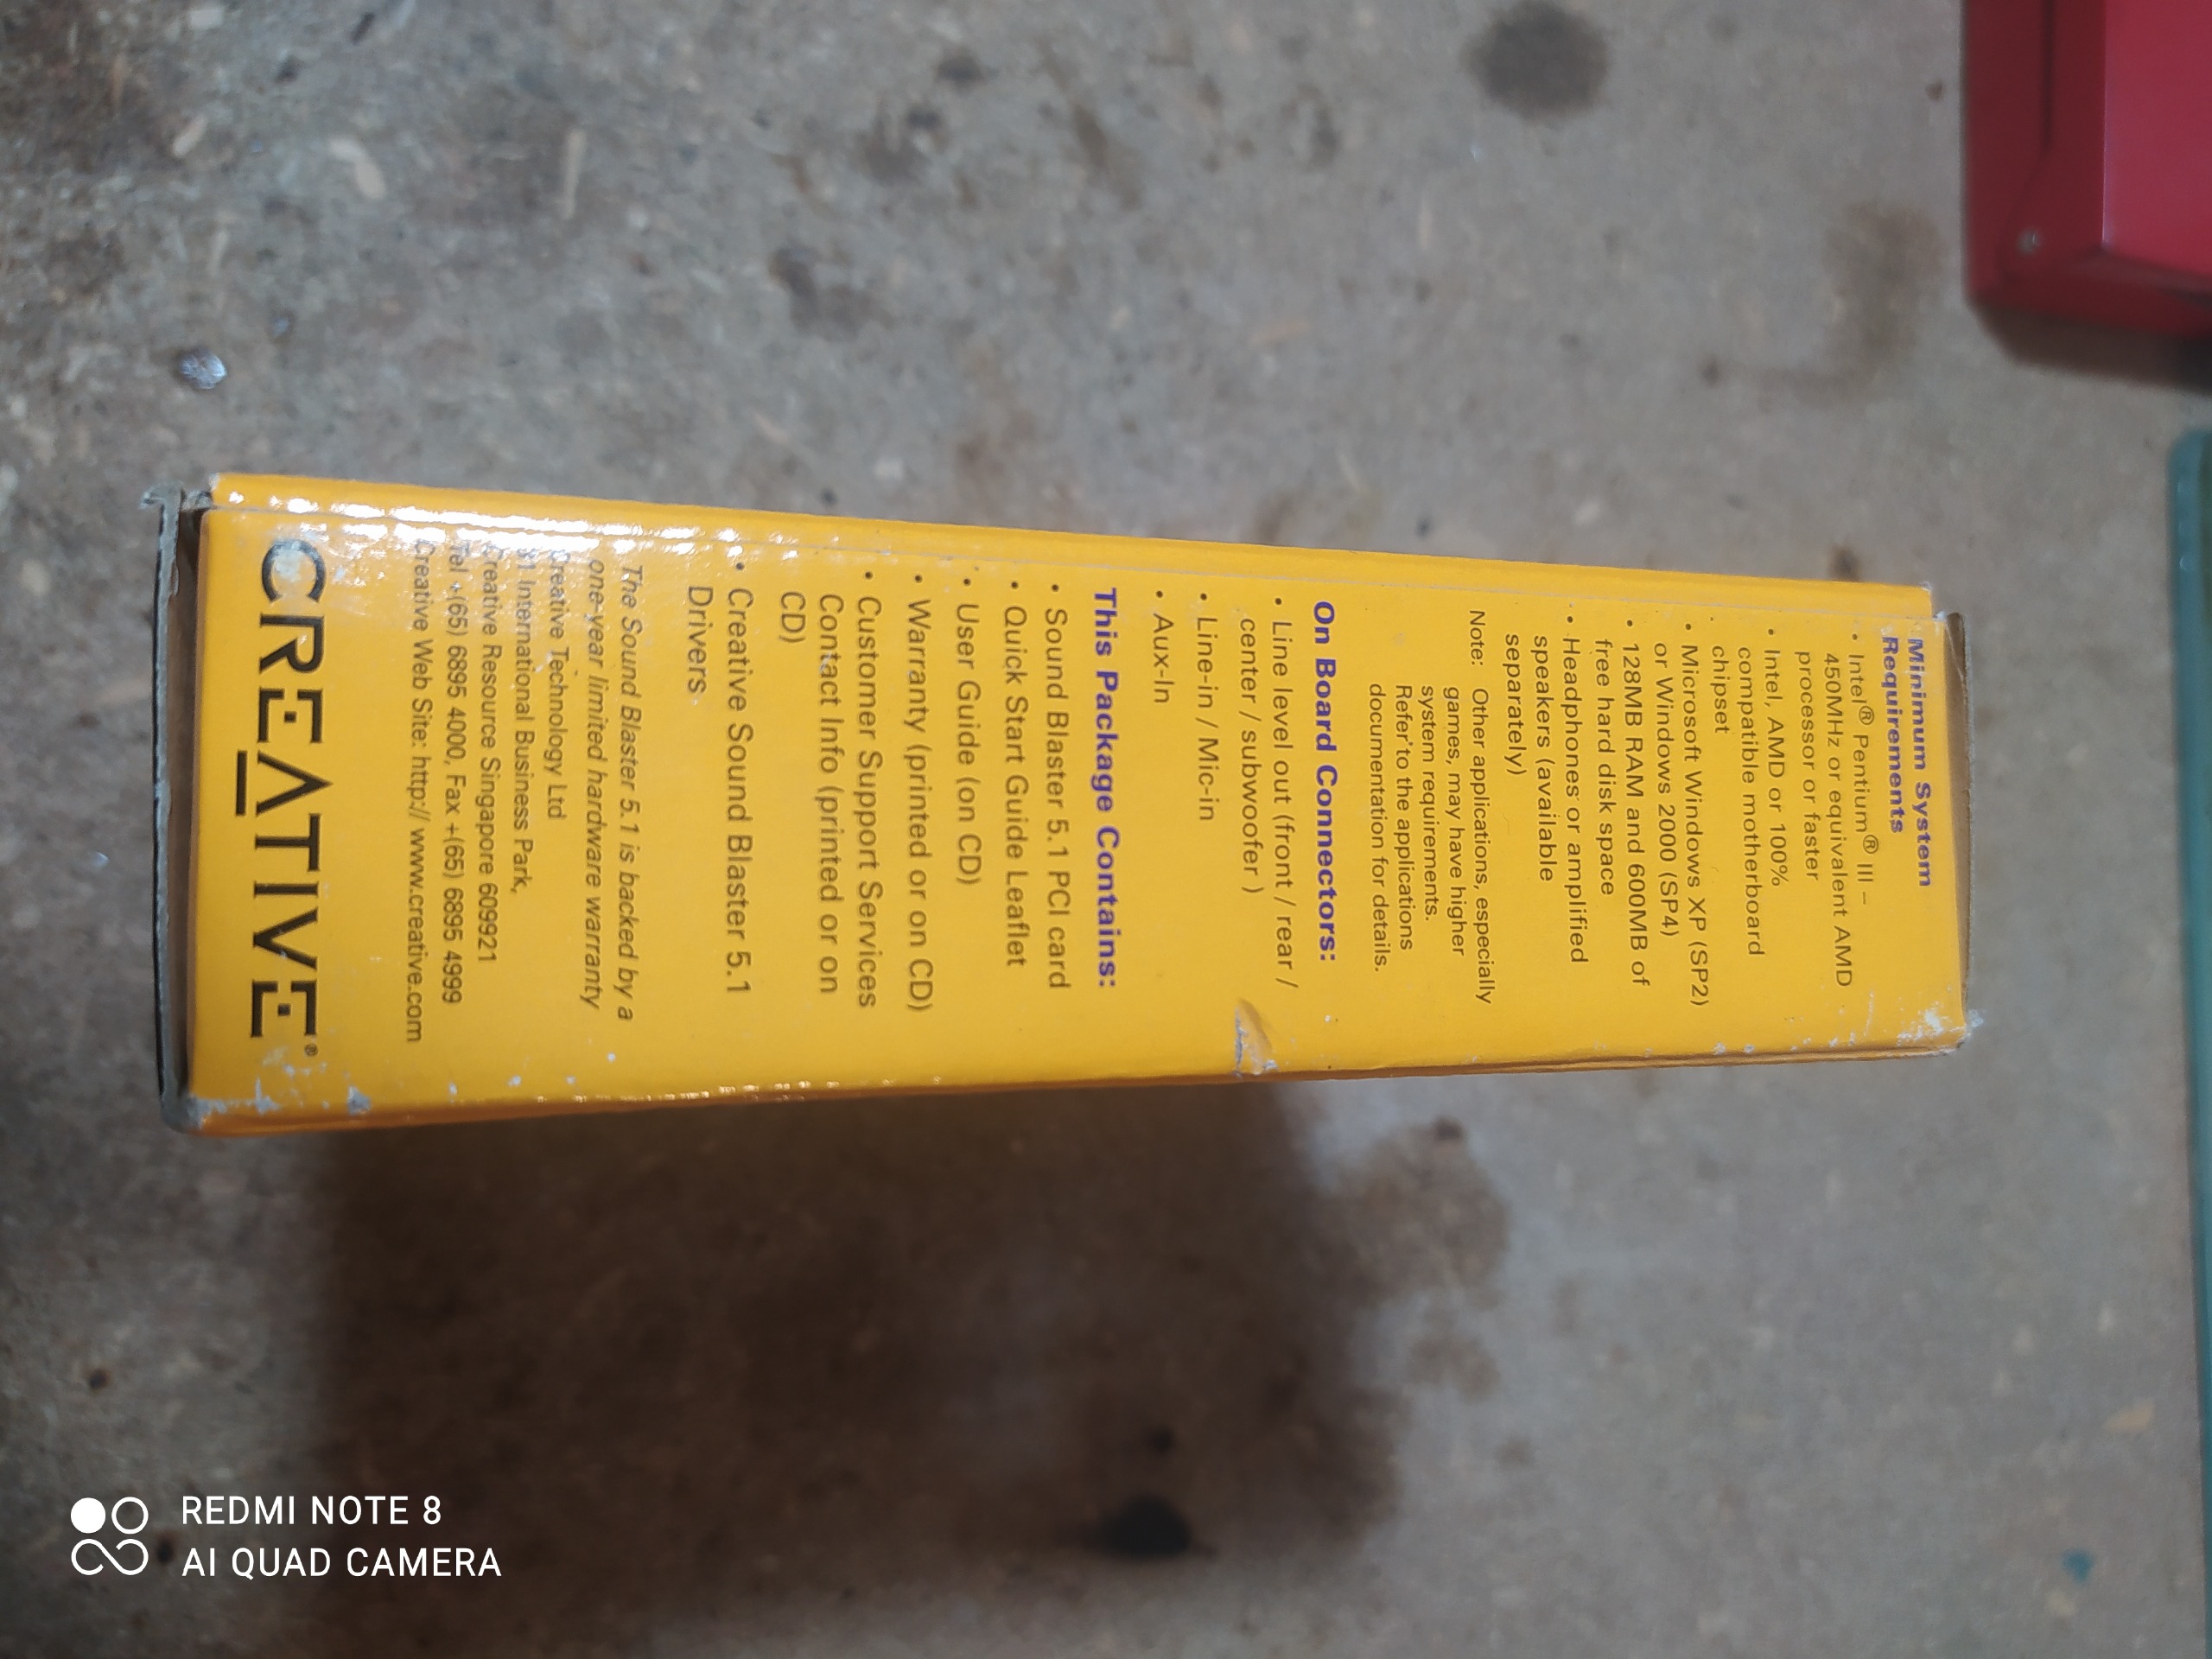 Minimum System
Requirements
• Intel® Pentium® III –
450MHz or equivalent AMD
processor or faster
• Intel, AMD or 100%
compatible motherboard
chipset
• Microsoft Windows XP (SP2)
or Windows 2000 (SP4)
• 128MB RAM and 600MB of
free hard disk space
• Headphones or amplified
speakers (available
separately)
Note: Other applications, especially
games, may have higher
system requirements.
Refer to the applications
documentation for details.
On Board Connectors:
• Line level out (front / rear /
center / subwoofer )
• Line-in / Mic-in
• Aux-In
This Package Contains:
• Sound Blaster 5.1 PCI card
• Quick Start Guide Leaflet
• User Guide (on CD)
• Warranty (printed or on CD)
• Customer Support Services
Contact Info (printed or on
CD)
• Creative Sound Blaster 5.1
Drivers
The Sound Blaster 5.1 is backed by a
one-year limited hardware warranty
Creative Technology Ltd
31 International Business Park,
Creative Resource Singapore 609921
Tel +(65) 6895 4000, Fax +(65) 6895 4999
Creative Web Site: http:// www.creative.com
CREATIVE®
REDMI NOTE 8
AI QUAD CAMERA